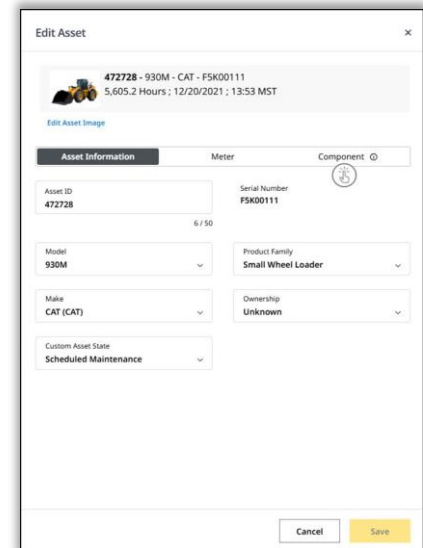 Edit Asset ×
472728 - 930M - CAT - F5K00111
5,605.2 Hours ; 12/20/2021 ; 13:53 MST
Edit Asset Image
Asset Information Meter Component
Asset ID
472728
6 / 50
Serial Number
F5K00111
Model
930M
Product Family
Small Wheel Loader
Make
CAT (CAT)
Ownership
Unknown
Custom Asset State
Scheduled Maintenance
Cancel Save